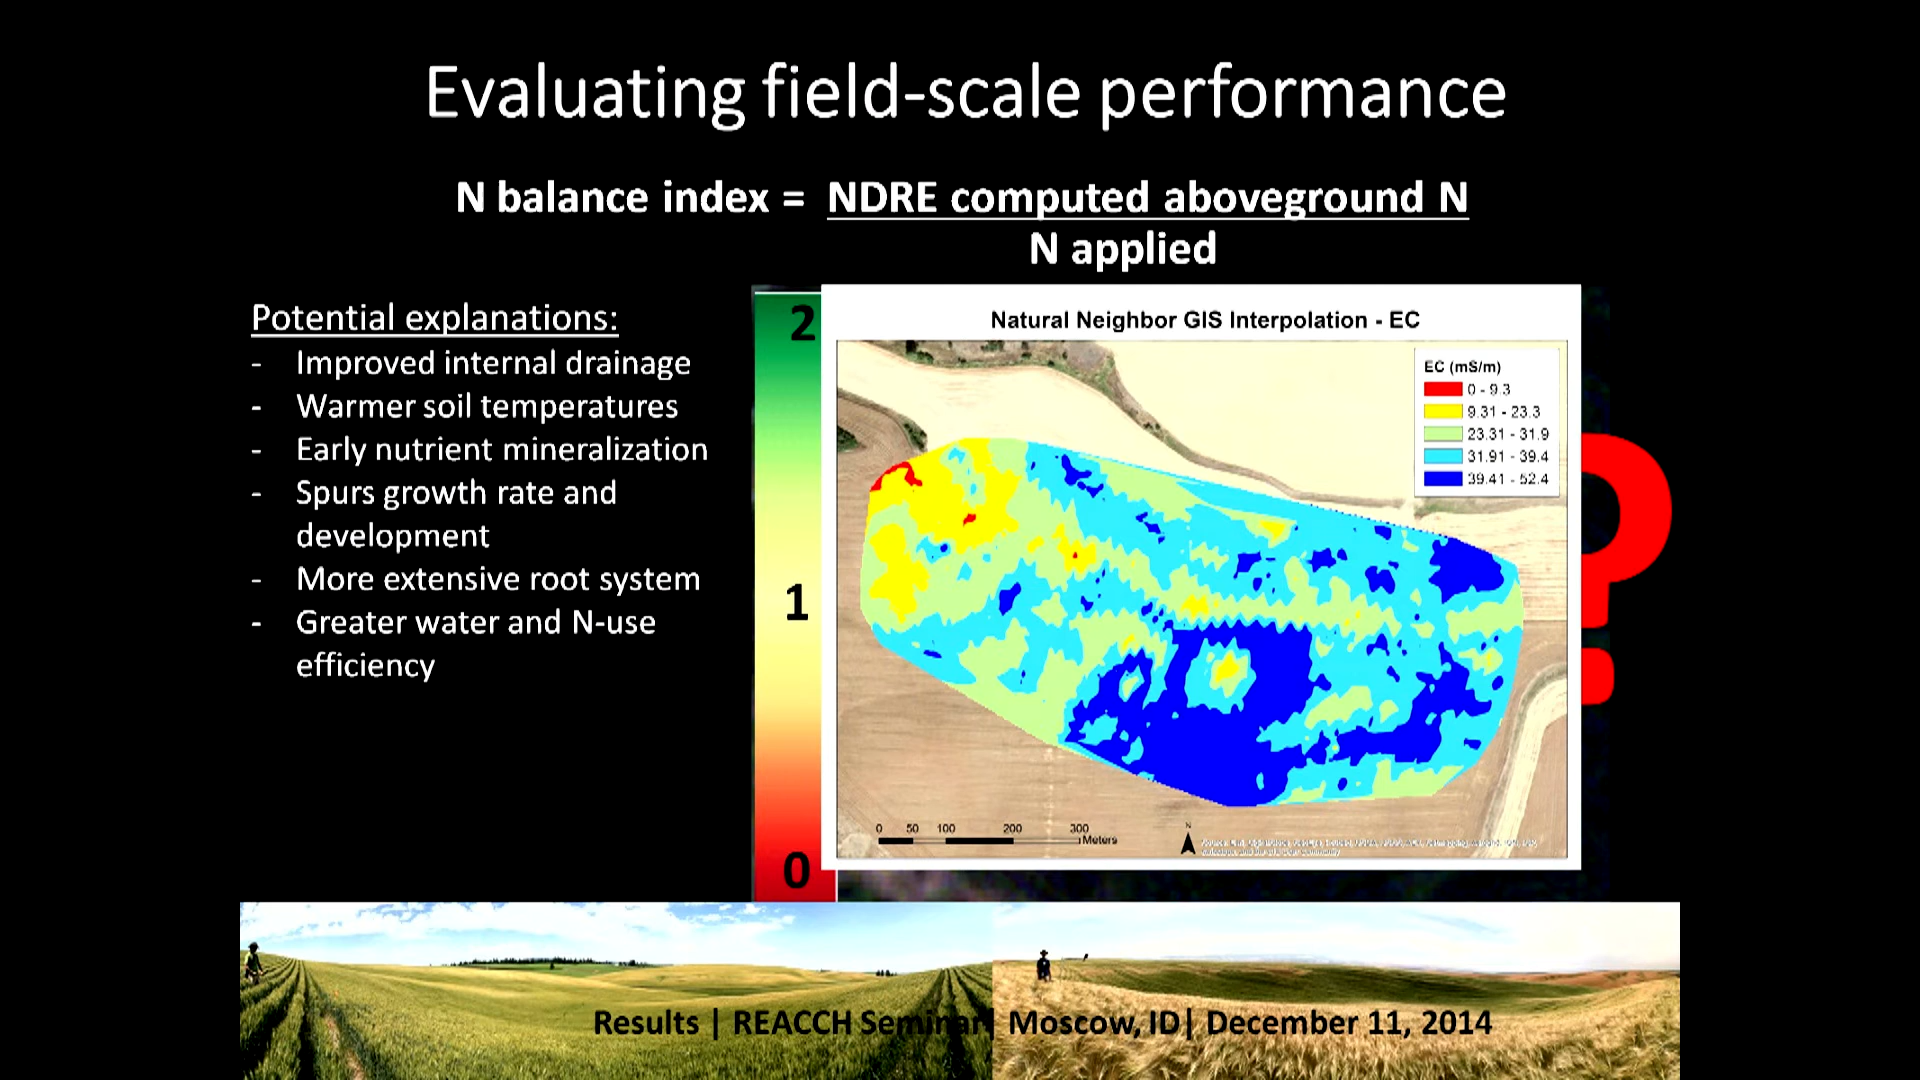 Evaluating field-scale performance
N balance index = NDRE computed aboveground N
N applied
Potential explanations:
- Improved internal drainage
- Warmer soil temperatures
- Early nutrient mineralization
- Spurs growth rate and
development
- More extensive root system
- Greater water and N-use
efficiency
2
1
0
Natural Neighbor GIS Interpolation - EC
EC (mS/m)
0 - 9.3
9.31 - 23.3
23.31 - 31.9
31.91 - 39.4
39.41 - 52.4
?
0 50 100 200 300
Meters
N
Results | REACCH Seminar| Moscow, ID| December 11, 2014